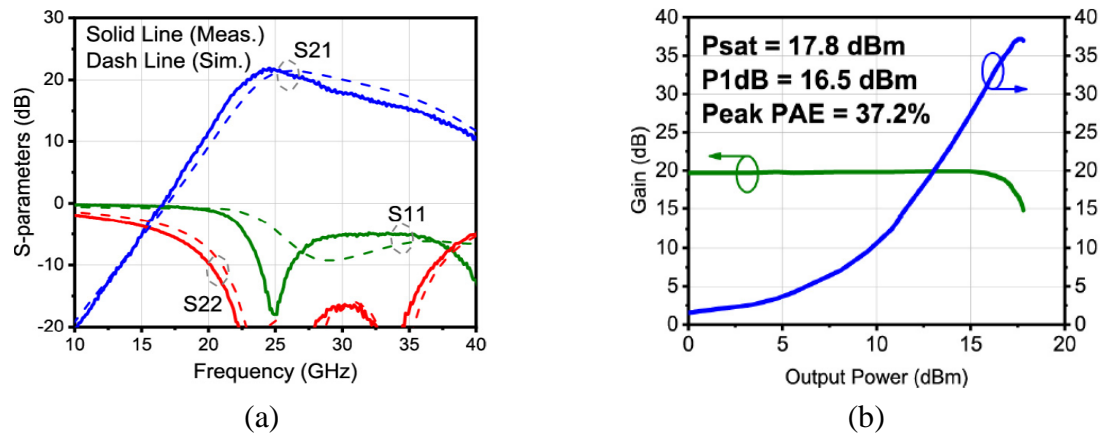 30
20
10
0
-10
-20
S-parameters (dB)
Solid Line (Meas.)
Dash Line (Sim.)
S21
S11
S22
10 15 20 25 30 35 40
Frequency (GHz)
(a)
40
35
30
25
20
15
10
5
0
Gain (dB)
Psat = 17.8 dBm
P1dB = 16.5 dBm
Peak PAE = 37.2%
40
35
30
25
20
15
10
5
0
0 5 10 15 20
Output Power (dBm)
(b)